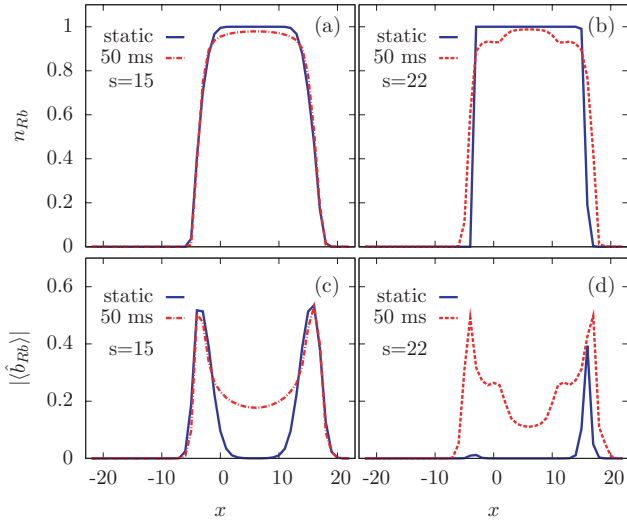 (a)
static
50 ms
s=15
1
0.8
0.6
0.4
0.2
0
n_{Rb}
(b)
static
50 ms
s=22
(c)
static
50 ms
s=15
0.6
0.4
0.2
0
|⟨b̂_{Rb}⟩|
-20 -10 0 10 20
x
(d)
static
50 ms
s=22
-20 -10 0 10 20
x